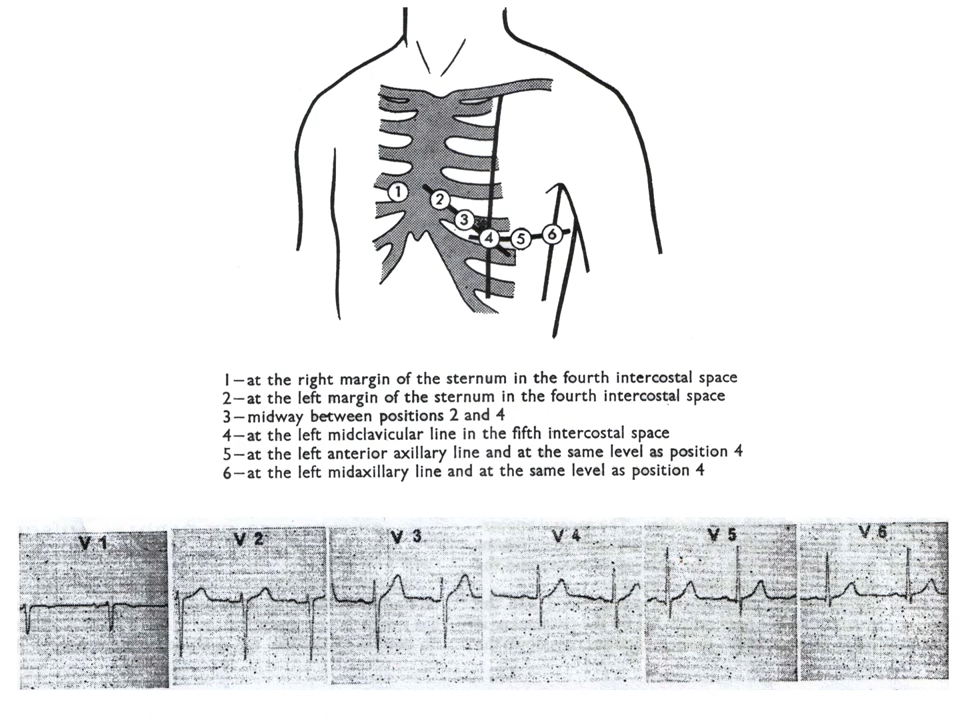 1
2
3
4
5
6
1—at the right margin of the sternum in the fourth intercostal space
2—at the left margin of the sternum in the fourth intercostal space
3—midway between positions 2 and 4
4—at the left midclavicular line in the fifth intercostal space
5—at the left anterior axillary line and at the same level as position 4
6—at the left midaxillary line and at the same level as position 4
V 1 V 2 V 3 V 4 V 5 V 6